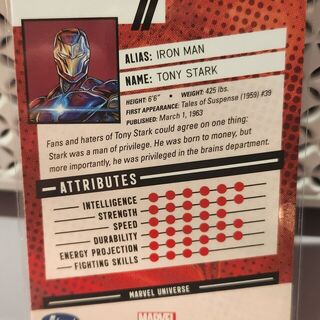 ALIAS: IRON MAN
NAME: TONY STARK
HEIGHT: 6'6" • WEIGHT: 425 lbs.
FIRST APPEARANCE: Tales of Suspense (1959) #39
PUBLISHED: March 1, 1963
Fans and haters of Tony Stark could agree on one thing:
Stark was a man of privilege. He was born to money, but
more importantly, he was privileged in the brains department.
ATTRIBUTES
INTELLIGENCE
STRENGTH
SPEED
DURABILITY
ENERGY PROJECTION
FIGHTING SKILLS
MARVEL UNIVERSE
MARVEL